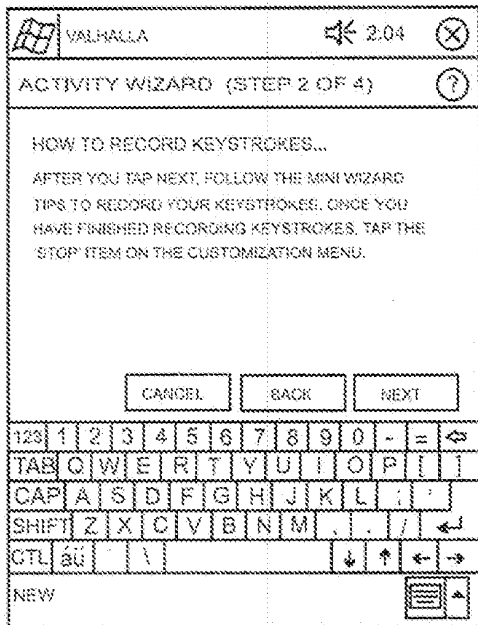 VALHALLA 2:04
ACTIVITY WIZARD (STEP 2 OF 4) ?
HOW TO RECORD KEYSTROKES...
AFTER YOU TAP NEXT, FOLLOW THE MINI WIZARD
TIPS TO RECORD YOUR KEYSTROKES. ONCE YOU
HAVE FINISHED RECORDING KEYSTROKES, TAP THE
'STOP' ITEM ON THE CUSTOMIZATION MENU.
CANCEL BACK NEXT
123 1 2 3 4 5 6 7 8 9 0 - =
TAB Q W E R T Y U I O P [ ]
CAP A S D F G H J K L ; '
SHIFT Z X C V B N M , . /
CTL áü ` \
NEW